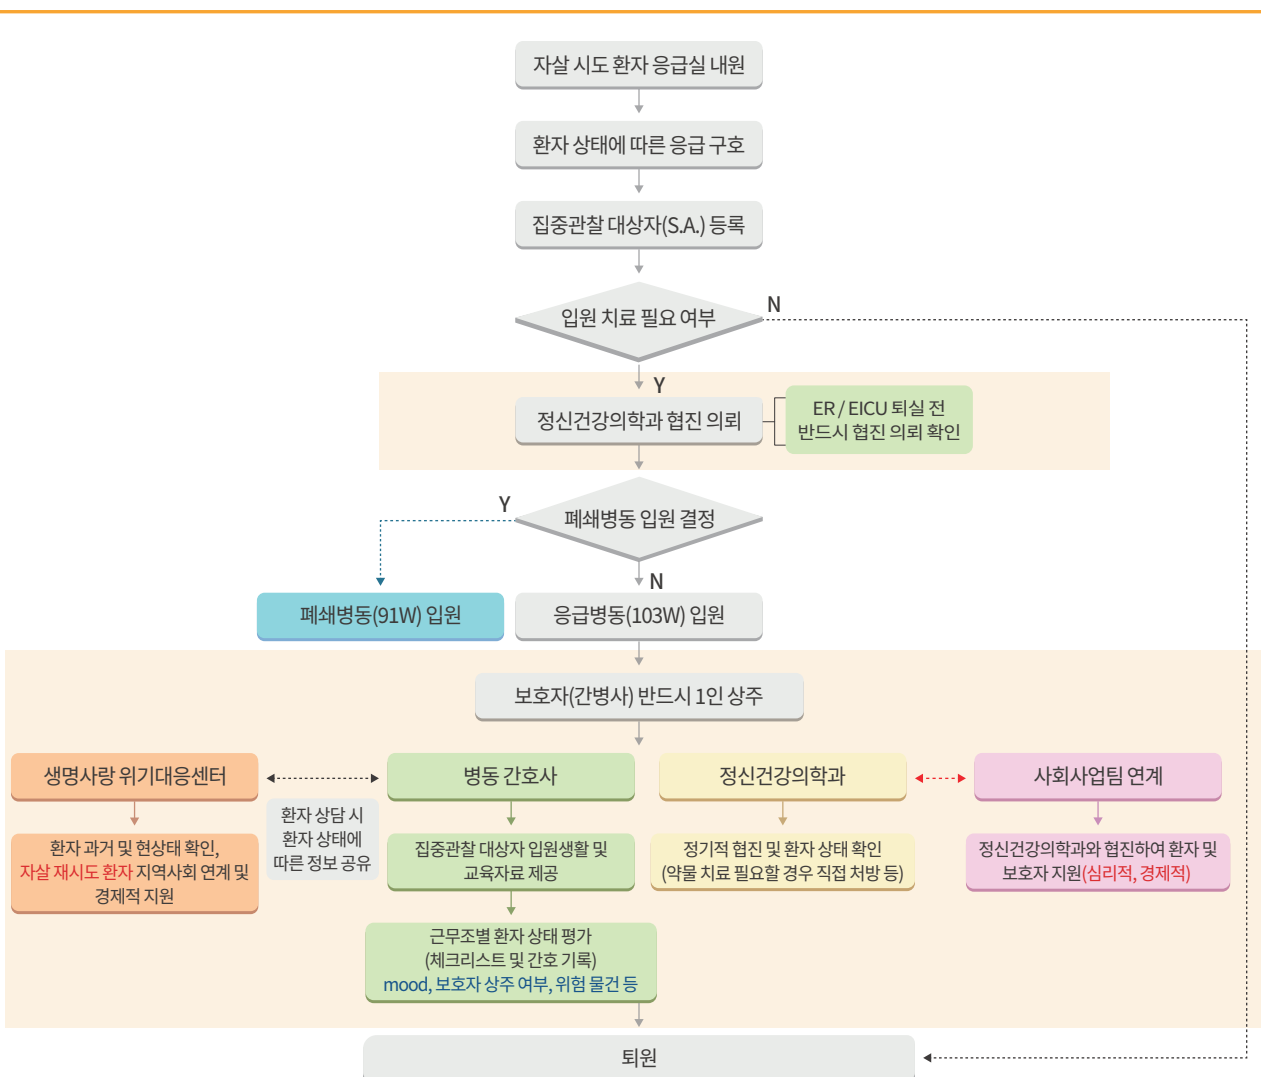 자살 시도 환자 응급실 내원
환자 상태에 따른 응급 구호
집중관찰 대상자(S.A.) 등록
입원 치료 필요 여부
N
Y
정신건강의학과 협진 의뢰
ER / EICU 퇴실 전
반드시 협진 의뢰 확인
폐쇄병동 입원 결정
Y
N
폐쇄병동(91W) 입원
응급병동(103W) 입원
보호자(간병사) 반드시 1인 상주
생명사랑 위기대응센터
병동 간호사
정신건강의학과
사회사업팀 연계
환자 상담 시
환자 상태에
따른 정보 공유
환자 과거 및 현상태 확인,
자살 재시도 환자 지역사회 연계 및
경제적 지원
집중관찰 대상자 입원생활 및
교육자료 제공
정기적 협진 및 환자 상태 확인
(약물 치료 필요할 경우 직접 처방 등)
정신건강의학과와 협진하여 환자 및
보호자 지원(심리적, 경제적)
근무조별 환자 상태 평가
(체크리스트 및 간호 기록)
mood, 보호자 상주 여부, 위험 물건 등
퇴원